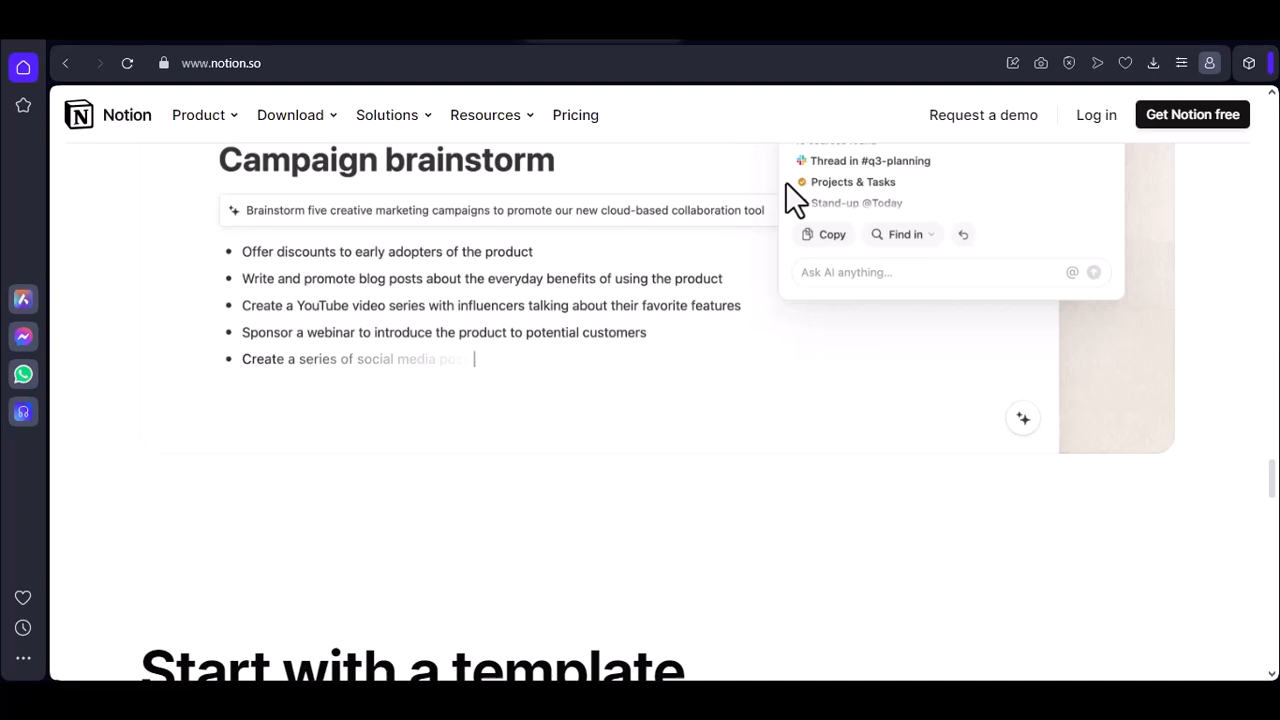 www.notion.so
Notion
Product
Download
Solutions
Resources
Pricing
Request a demo
Log in
Get Notion free
Campaign brainstorm
Brainstorm five creative marketing campaigns to promote our new cloud-based collaboration tool
• Offer discounts to early adopters of the product
• Write and promote blog posts about the everyday benefits of using the product
• Create a YouTube video series with influencers talking about their favorite features
• Sponsor a webinar to introduce the product to potential customers
• Create a series of social media
Thread in #q3-planning
Projects & Tasks
Stand-up @Today
Copy
Find in
Ask AI anything...
@
Start with a template